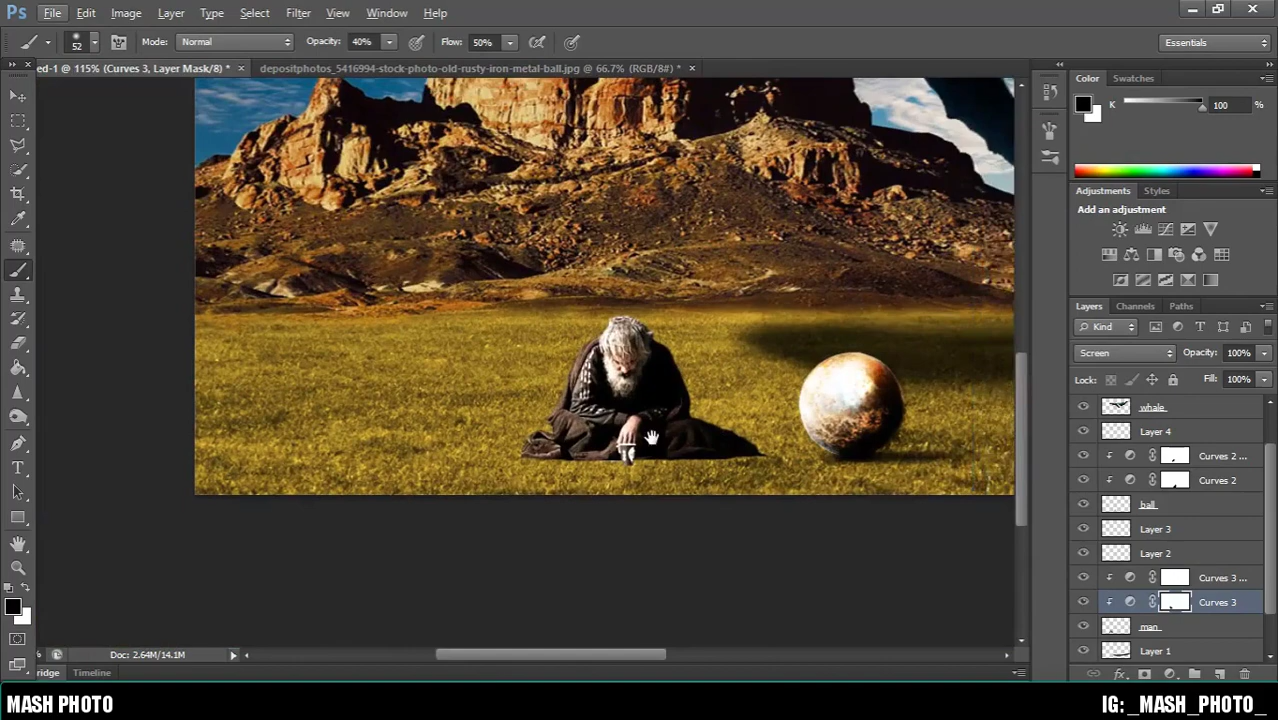 Ps File Edit Image Layer Type Select Filter View Window Help
52 Mode: Normal Opacity: 40% Flow: 50% Essentials
ed-1 @ 115% (Curves 3, Layer Mask/8) * depositphotos_5416994-stock-photo-old-rusty-iron-metal-ball.jpg @ 66.7% (RGB/8#) *
Color Swatches
K 100 %
Adjustments Styles
Add an adjustment
Layers Channels Paths
Kind
Screen Opacity: 100%
Lock: Fill: 100%
whale
Layer 4
Curves 2 ...
Curves 2
ball
Layer 3
Layer 2
Curves 3 ...
Curves 3
man
Layer 1
% Doc: 2.64M/14.1M
ridge Timeline
MASH PHOTO IG: _MASH_PHOTO_